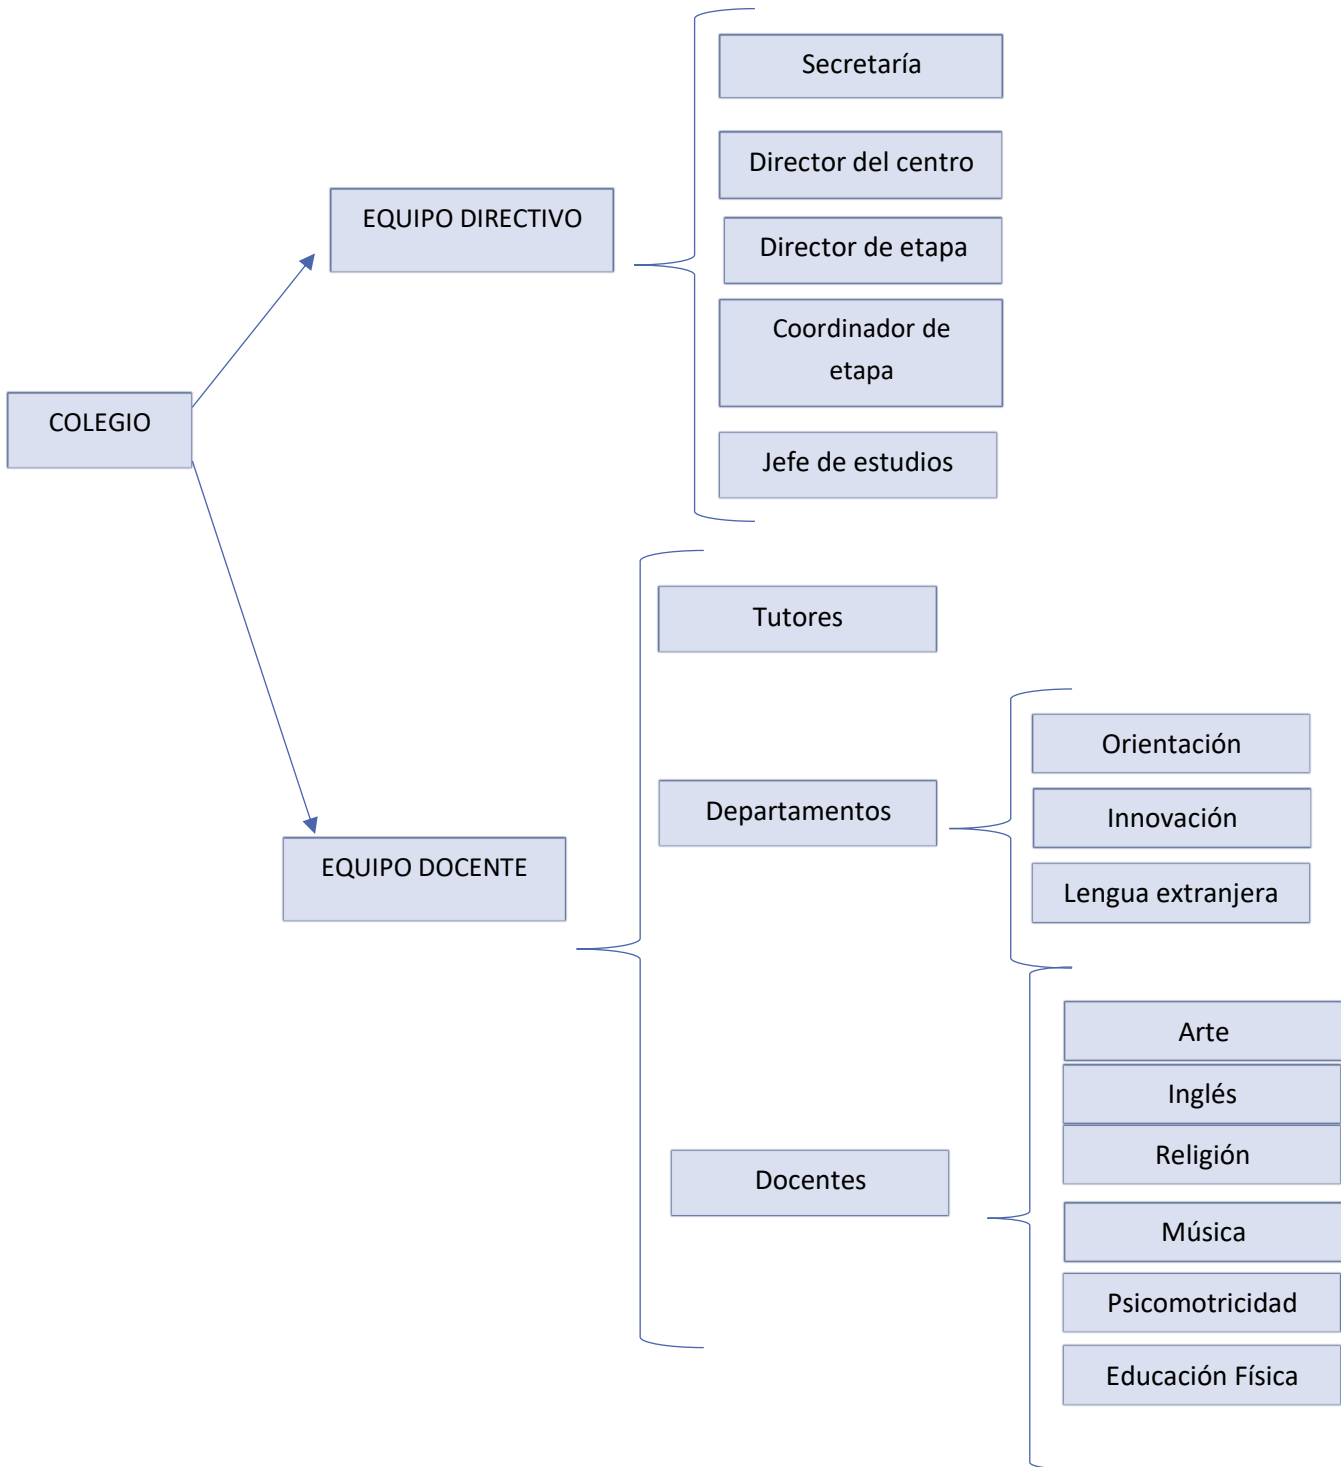 Secretaría
Director del centro
EQUIPO DIRECTIVO
Director de etapa
Coordinador de
etapa
COLEGIO
Jefe de estudios
Tutores
Orientación
Departamentos
Innovación
EQUIPO DOCENTE
Lengua extranjera
Arte
Inglés
Religión
Docentes
Música
Psicomotricidad
Educación Física